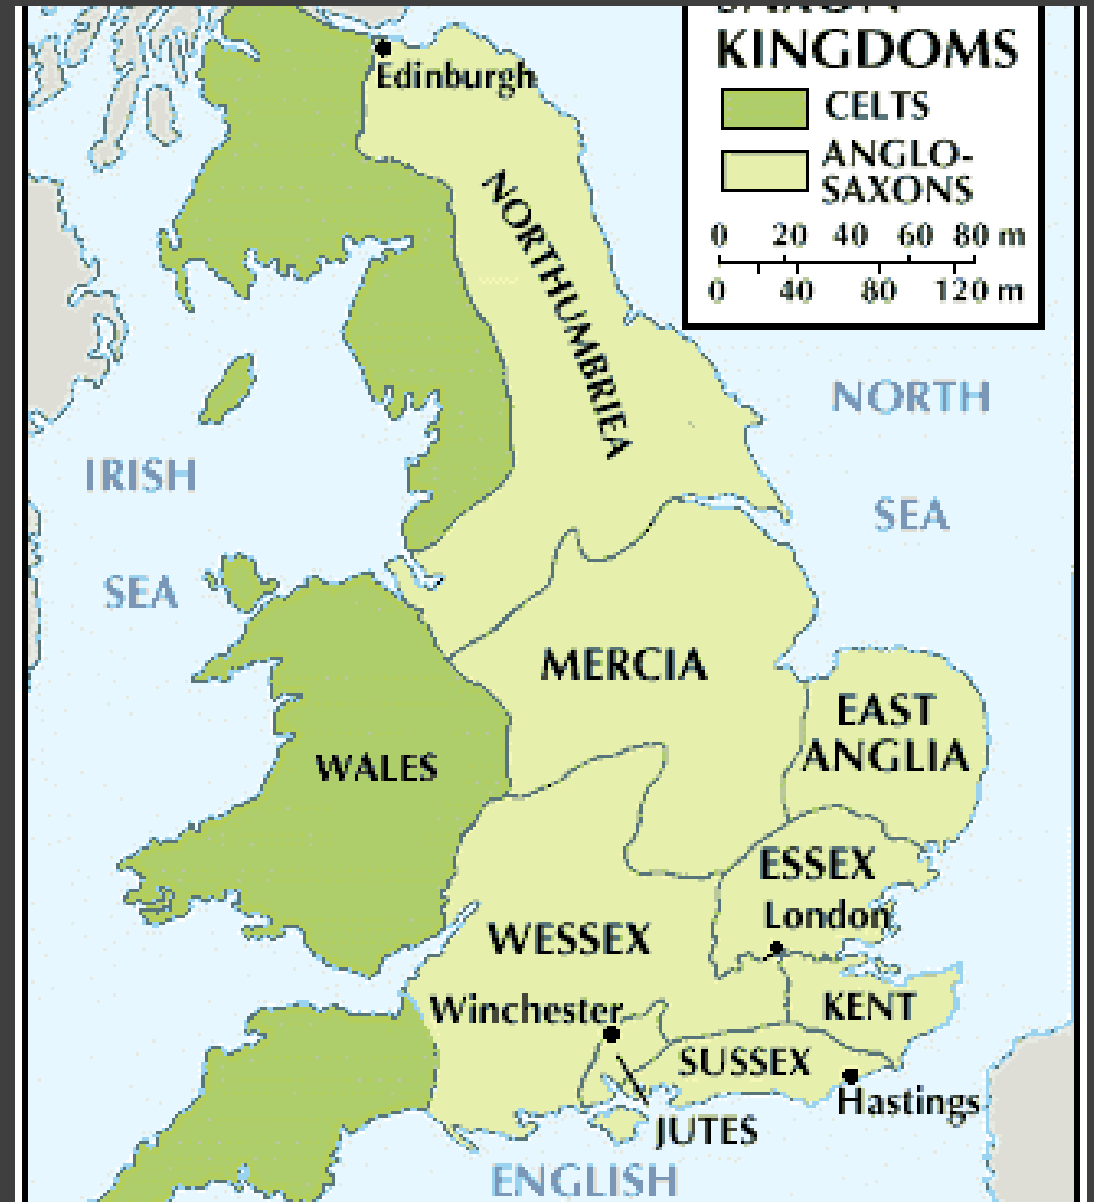 SAXON
KINGDOMS
CELTS
ANGLO-
SAXONS
0 20 40 60 80 m
0 40 80 120 m
Edinburgh
NORTHUMBRIEA
NORTH
SEA
IRISH
SEA
MERCIA
EAST
ANGLIA
WALES
ESSEX
London
WESSEX
Winchester
KENT
SUSSEX
Hastings
JUTES
ENGLISH